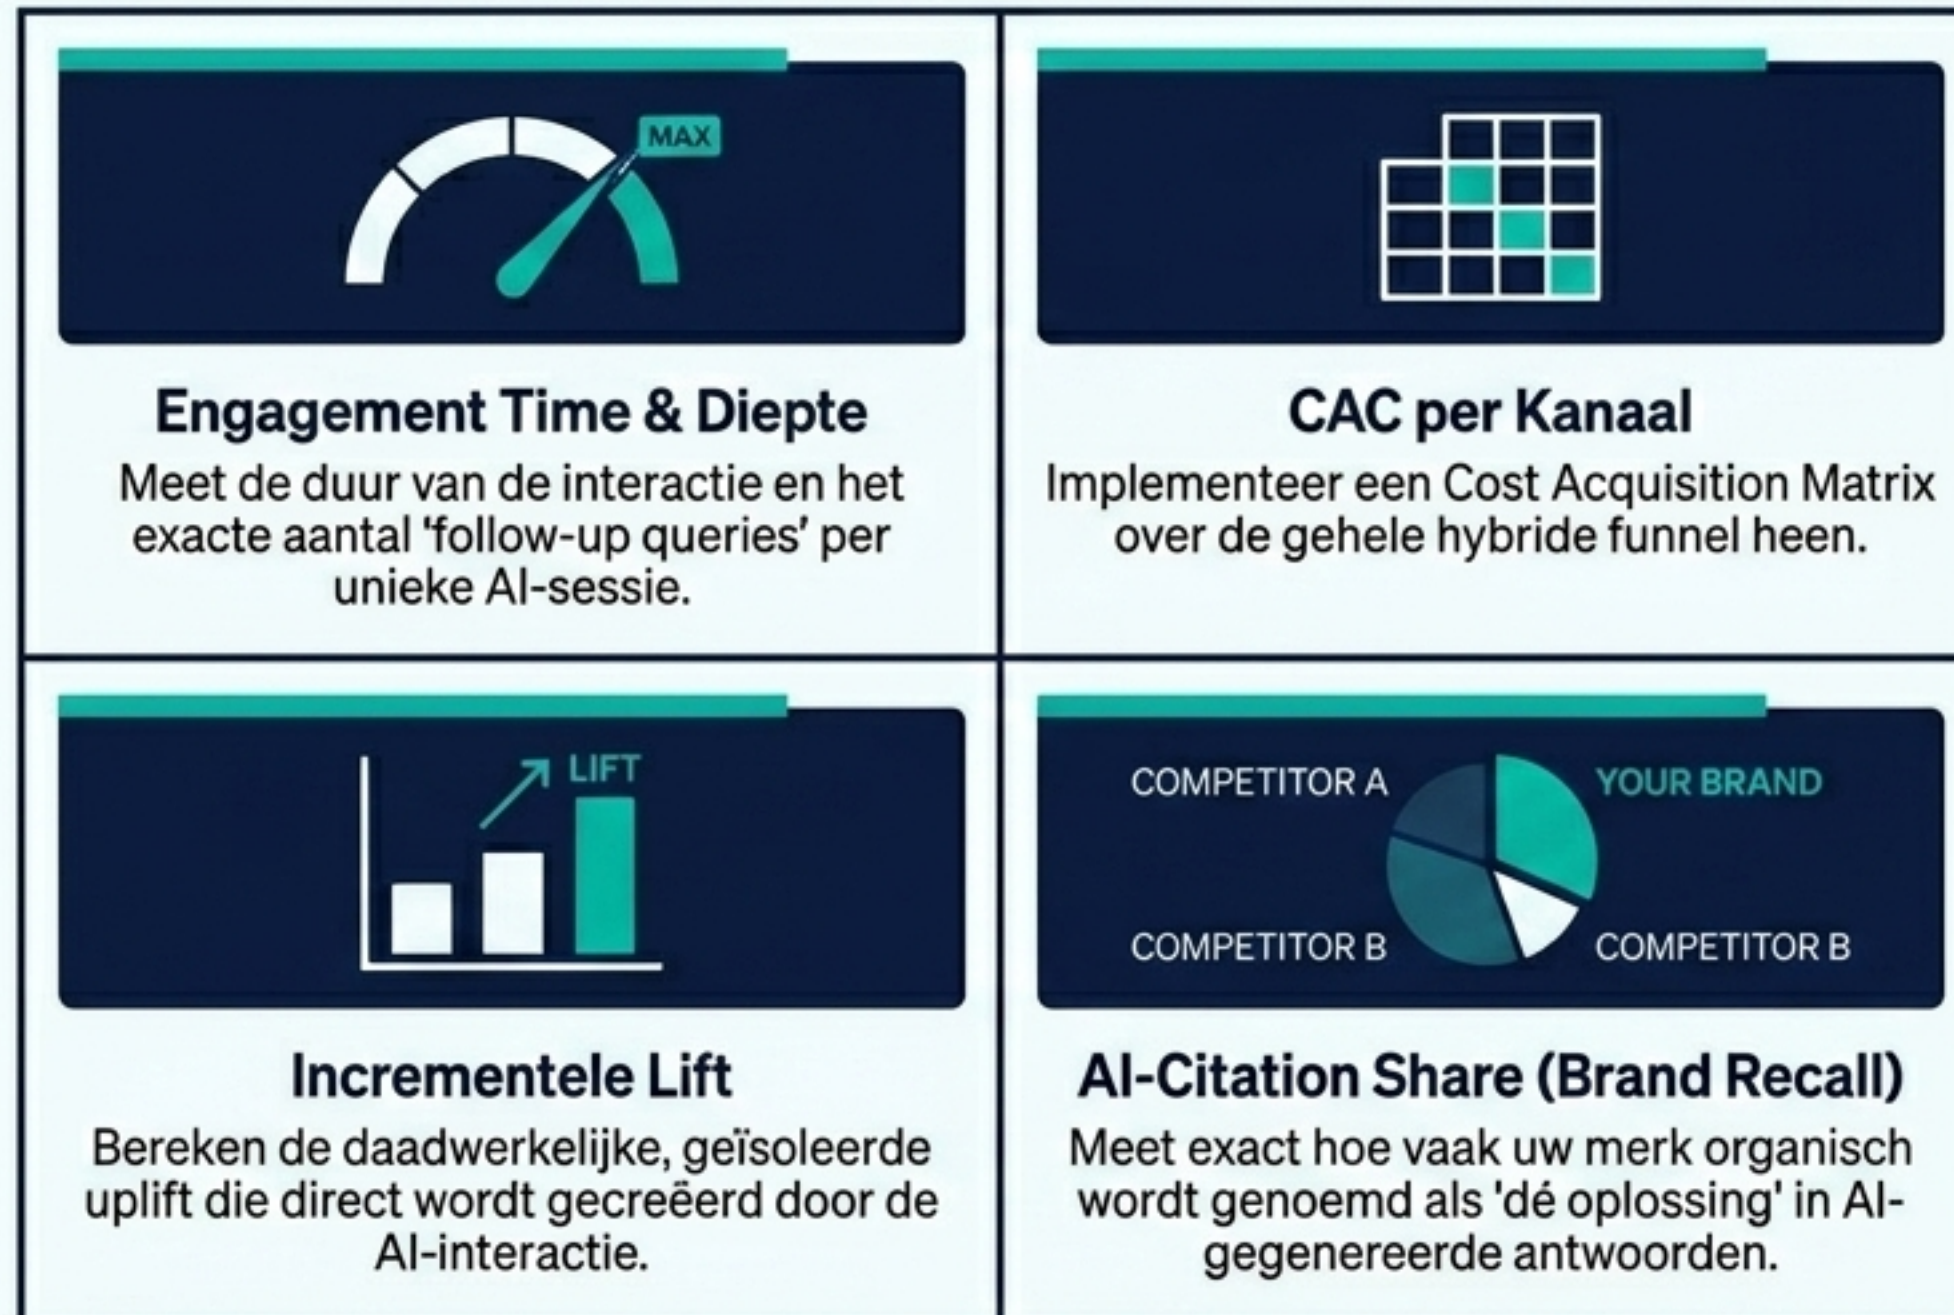 MAX
Engagement Time & Diepte
Meet de duur van de interactie en het
exacte aantal ‘follow-up queries’ per
unieke AI-sessie.
CAC per Kanaal
Implementeer een Cost Acquisition Matrix
over de gehele hybride funnel heen.
LIFT
Incrementele Lift
Bereken de daadwerkelijke, geïsoleerde
uplift die direct wordt gecreëerd door de
AI-interactie.
COMPETITOR A
YOUR BRAND
COMPETITOR B
COMPETITOR B
AI-Citation Share (Brand Recall)
Meet exact hoe vaak uw merk organisch
wordt genoemd als 'dé oplossing' in AI-
gegenereerde antwoorden.